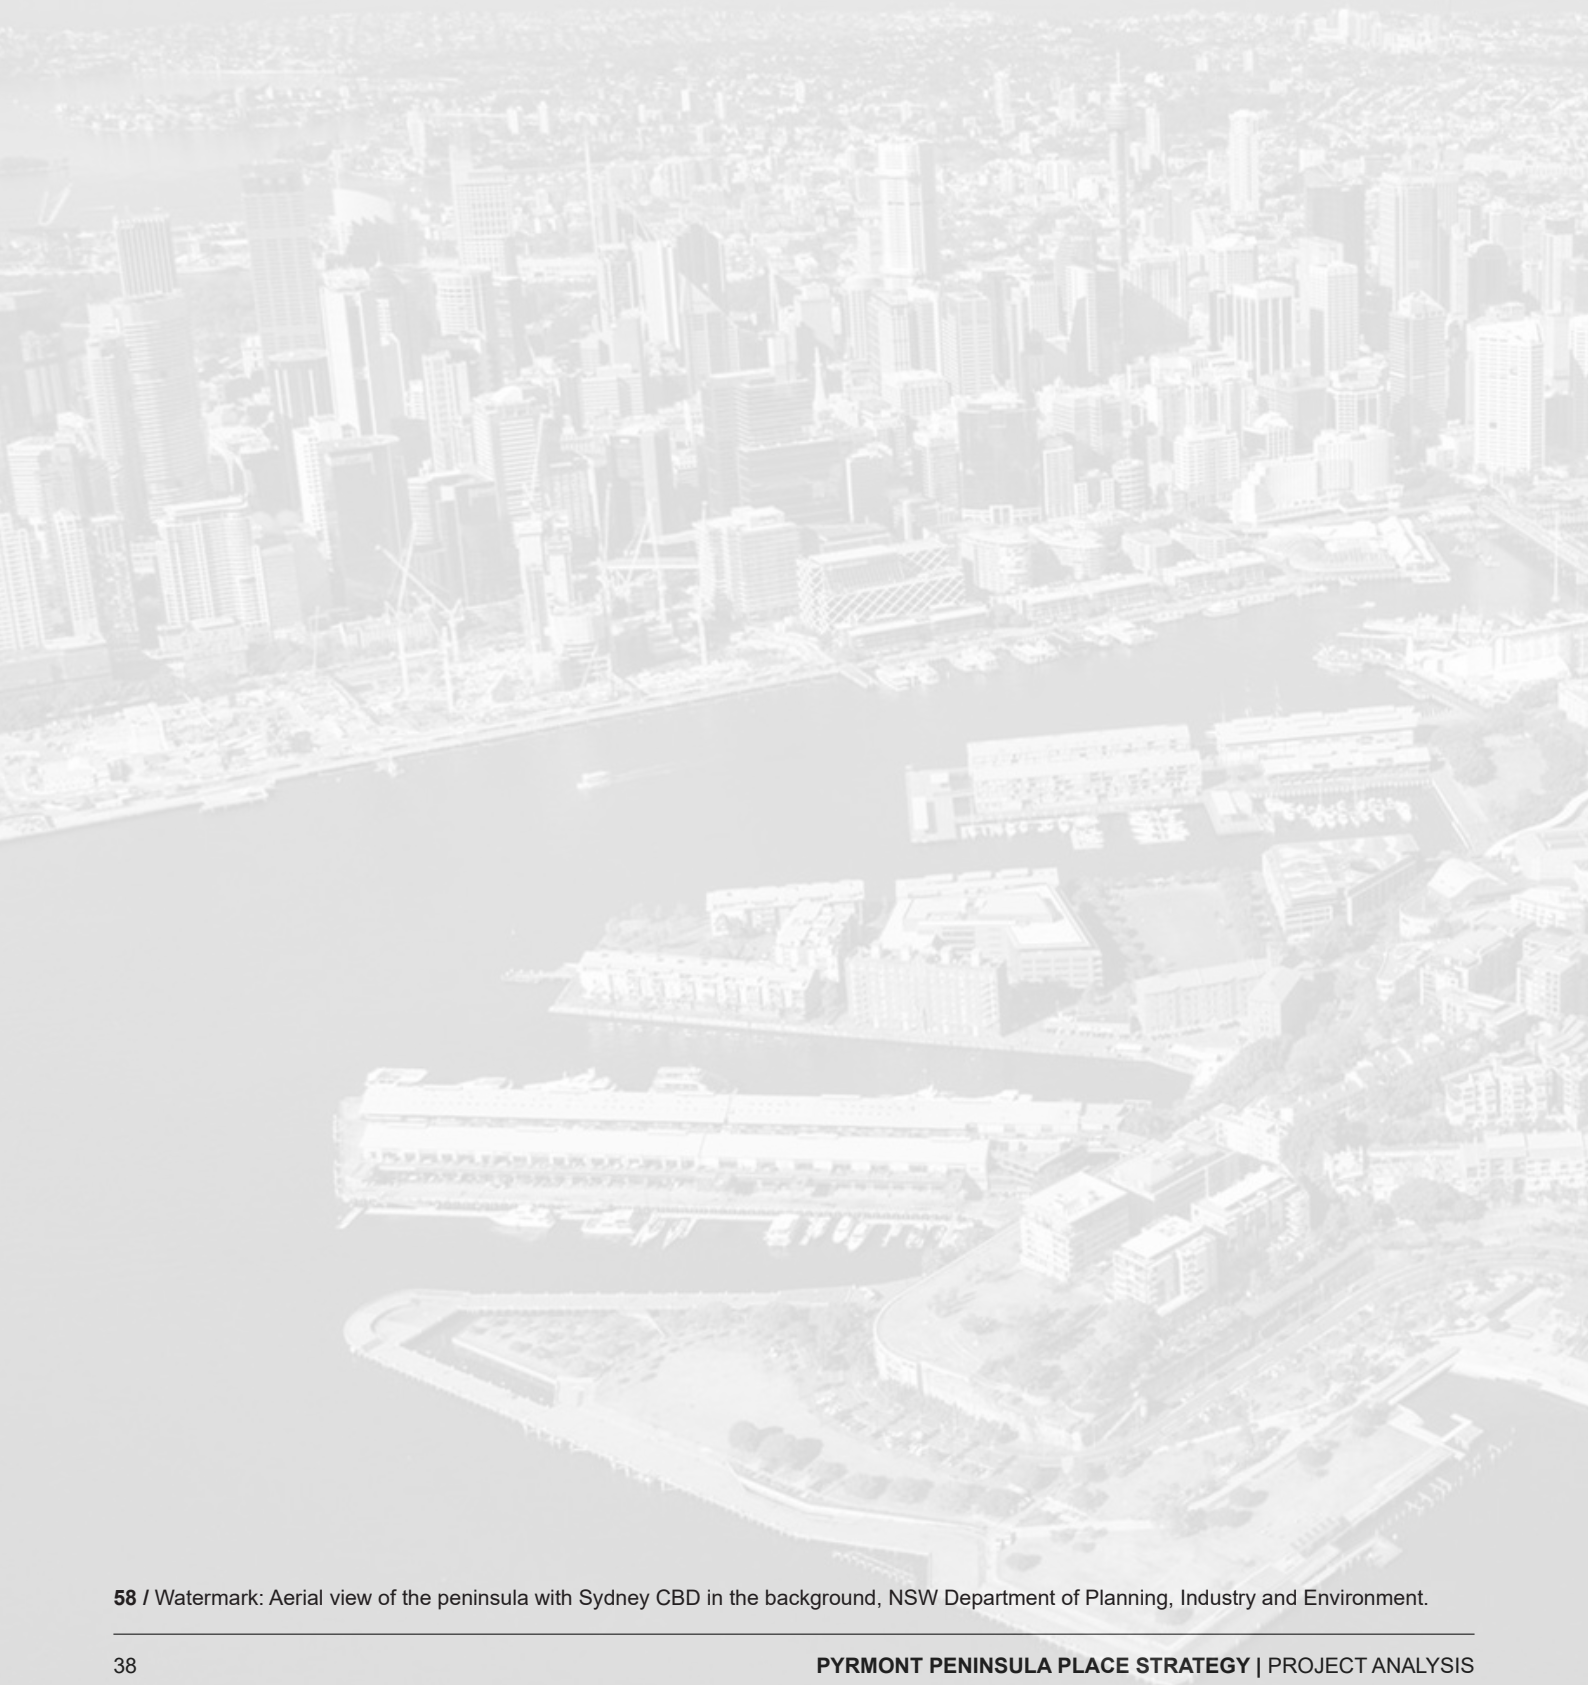 58 / Watermark: Aerial view of the peninsula with Sydney CBD in the background, NSW Department of Planning, Industry and Environment.
38
PYRMONT PENINSULA PLACE STRATEGY | PROJECT ANALYSIS